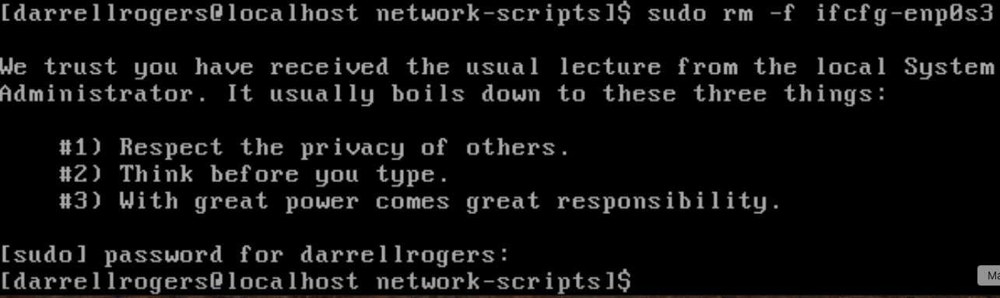 [darrellrogers@localhost network-scripts]$ sudo rm -f ifcfg-enp0s3
We trust you have received the usual lecture from the local System
Administrator. It usually boils down to these three things:
#1) Respect the privacy of others.
#2) Think before you type.
#3) With great power comes great responsibility.
[sudo] password for darrellrogers:
[darrellrogers@localhost network-scripts]$